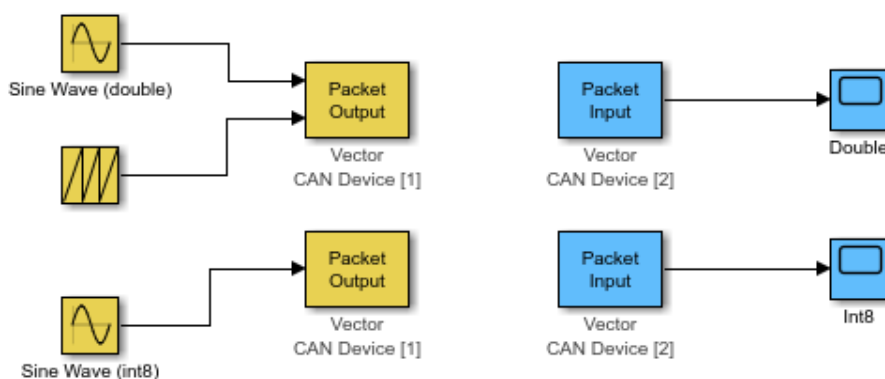 Sine Wave (double)
Packet
Output
Vector
CAN Device [1]
Packet
Input
Vector
CAN Device [2]
Double
Sine Wave (int8)
Packet
Output
Vector
CAN Device [1]
Packet
Input
Vector
CAN Device [2]
Int8